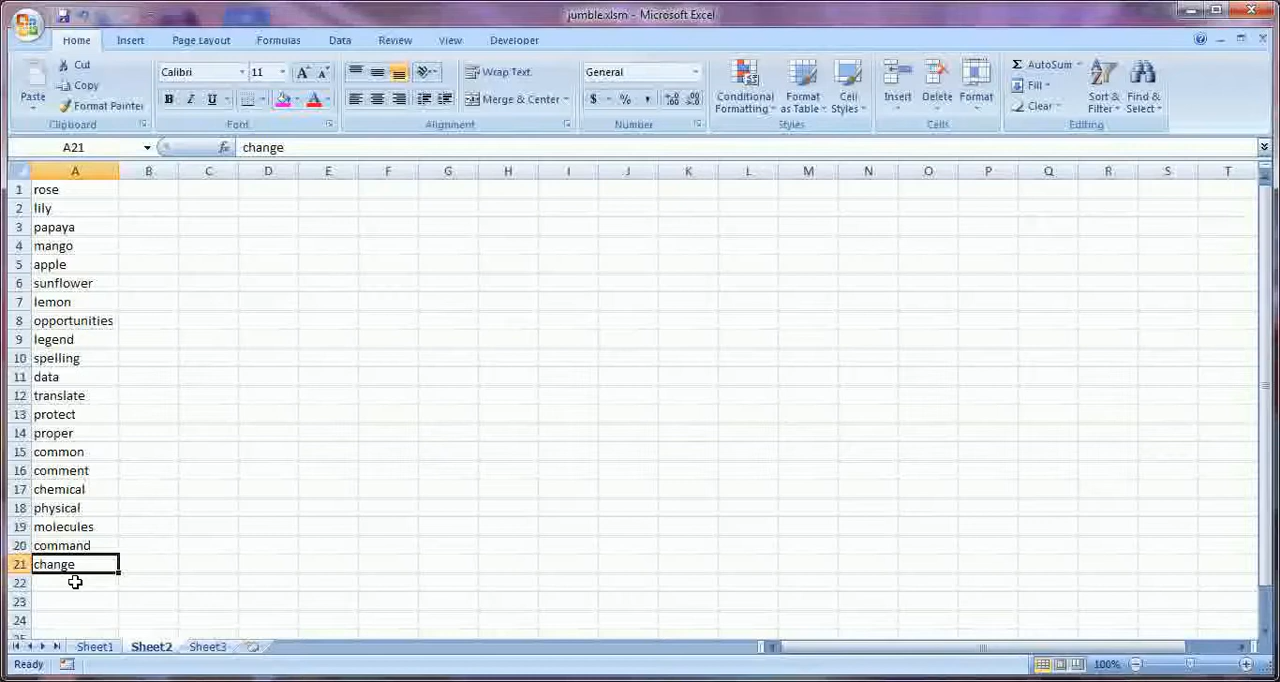 jumble.xlsm - Microsoft Excel
Home Insert Page Layout Formulas Data Review View Developer
Cut
Copy
Format Painter
Paste
Clipboard
Calibri 11
B I U
Font
Wrap Text
Merge & Center
Alignment
General
$ % ,
Number
Conditional Formatting
Format as Table
Cell Styles
Styles
Insert Delete Format
Cells
Σ AutoSum
Fill
Clear
Sort & Filter
Find & Select
Editing
A21 fx change
A B C D E F G H I J K L M N O P Q R S T
1 rose
2 lily
3 papaya
4 mango
5 apple
6 sunflower
7 lemon
8 opportunities
9 legend
10 spelling
11 data
12 translate
13 protect
14 proper
15 common
16 comment
17 chemical
18 physical
19 molecules
20 command
21 change
22
23
24
25
Sheet1 Sheet2 Sheet3
Ready 100%